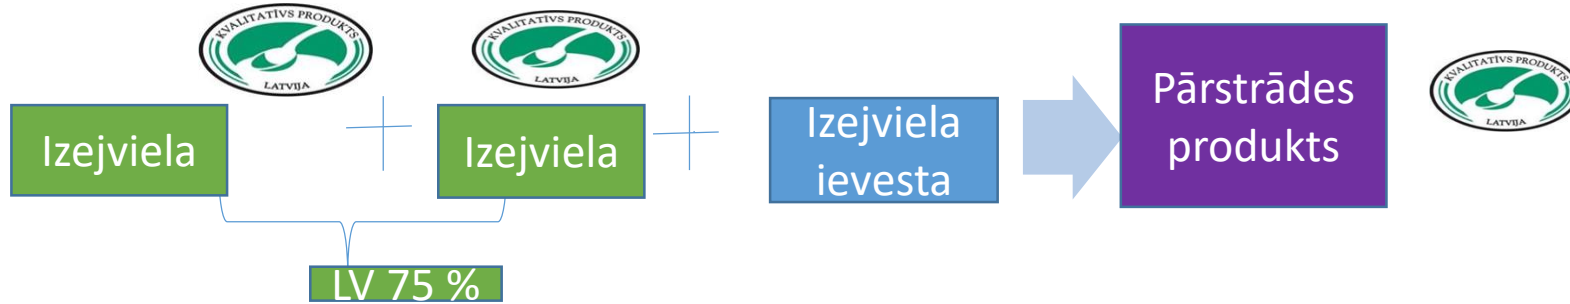 KVALITATĪVS PRODUKTS
LATVIJA
KVALITATĪVS PRODUKTS
LATVIJA
KVALITATĪVS PRODUKTS
LATVIJA
Izejviela
Izejviela
Izejviela
ievesta
Pārstrādes
produkts
LV 75 %